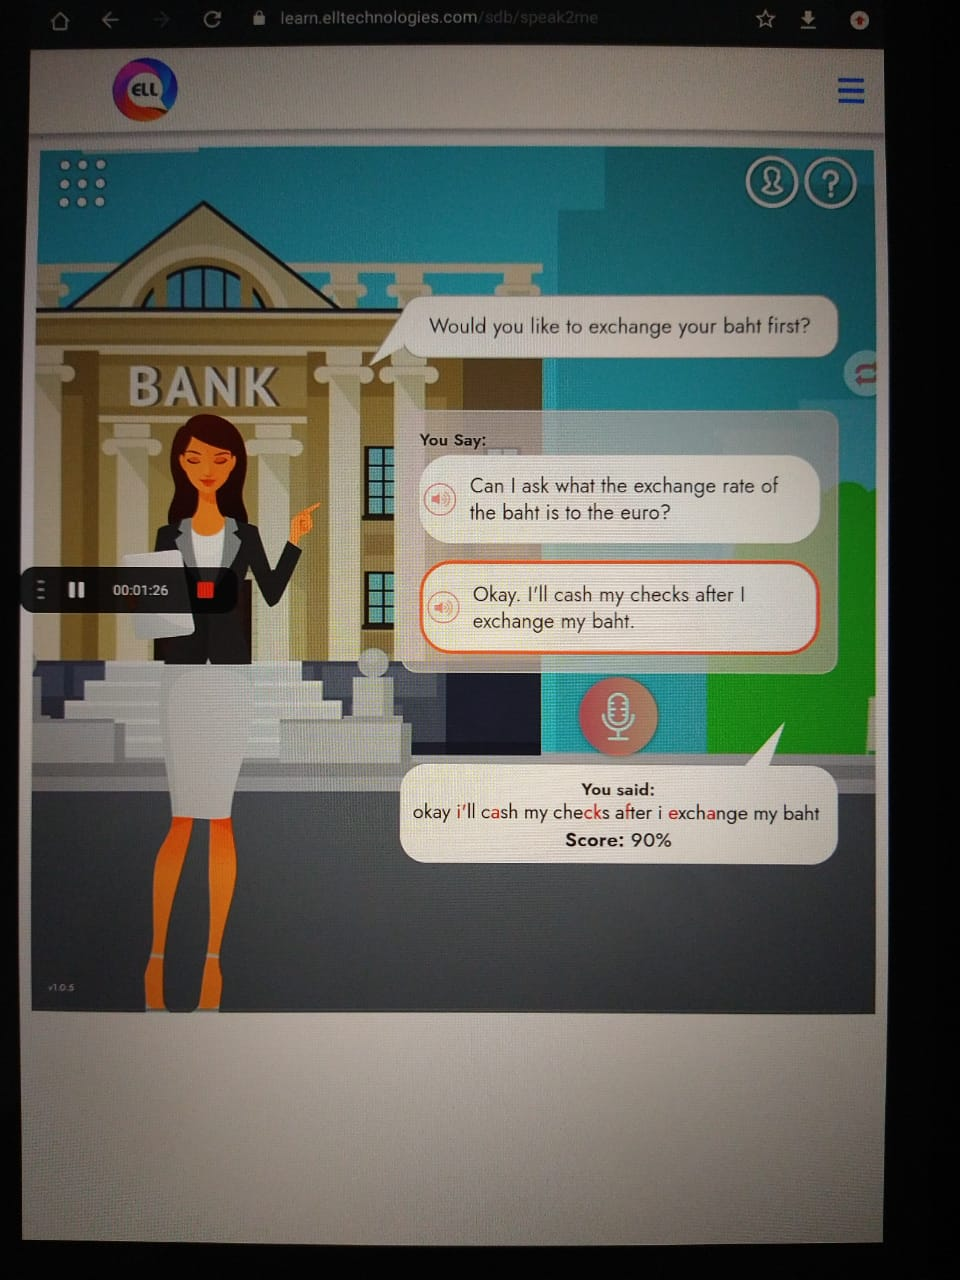 learn.elltechnologies.com/sdb/speak2me
ELL
?
Would you like to exchange your baht first?
BANK
You Say:
Can I ask what the exchange rate of
the baht is to the euro?
Okay. I'll cash my checks after I
exchange my baht.
00:01:26
You said:
okay i'll cash my checks after i exchange my baht
Score: 90%
v1.0.5